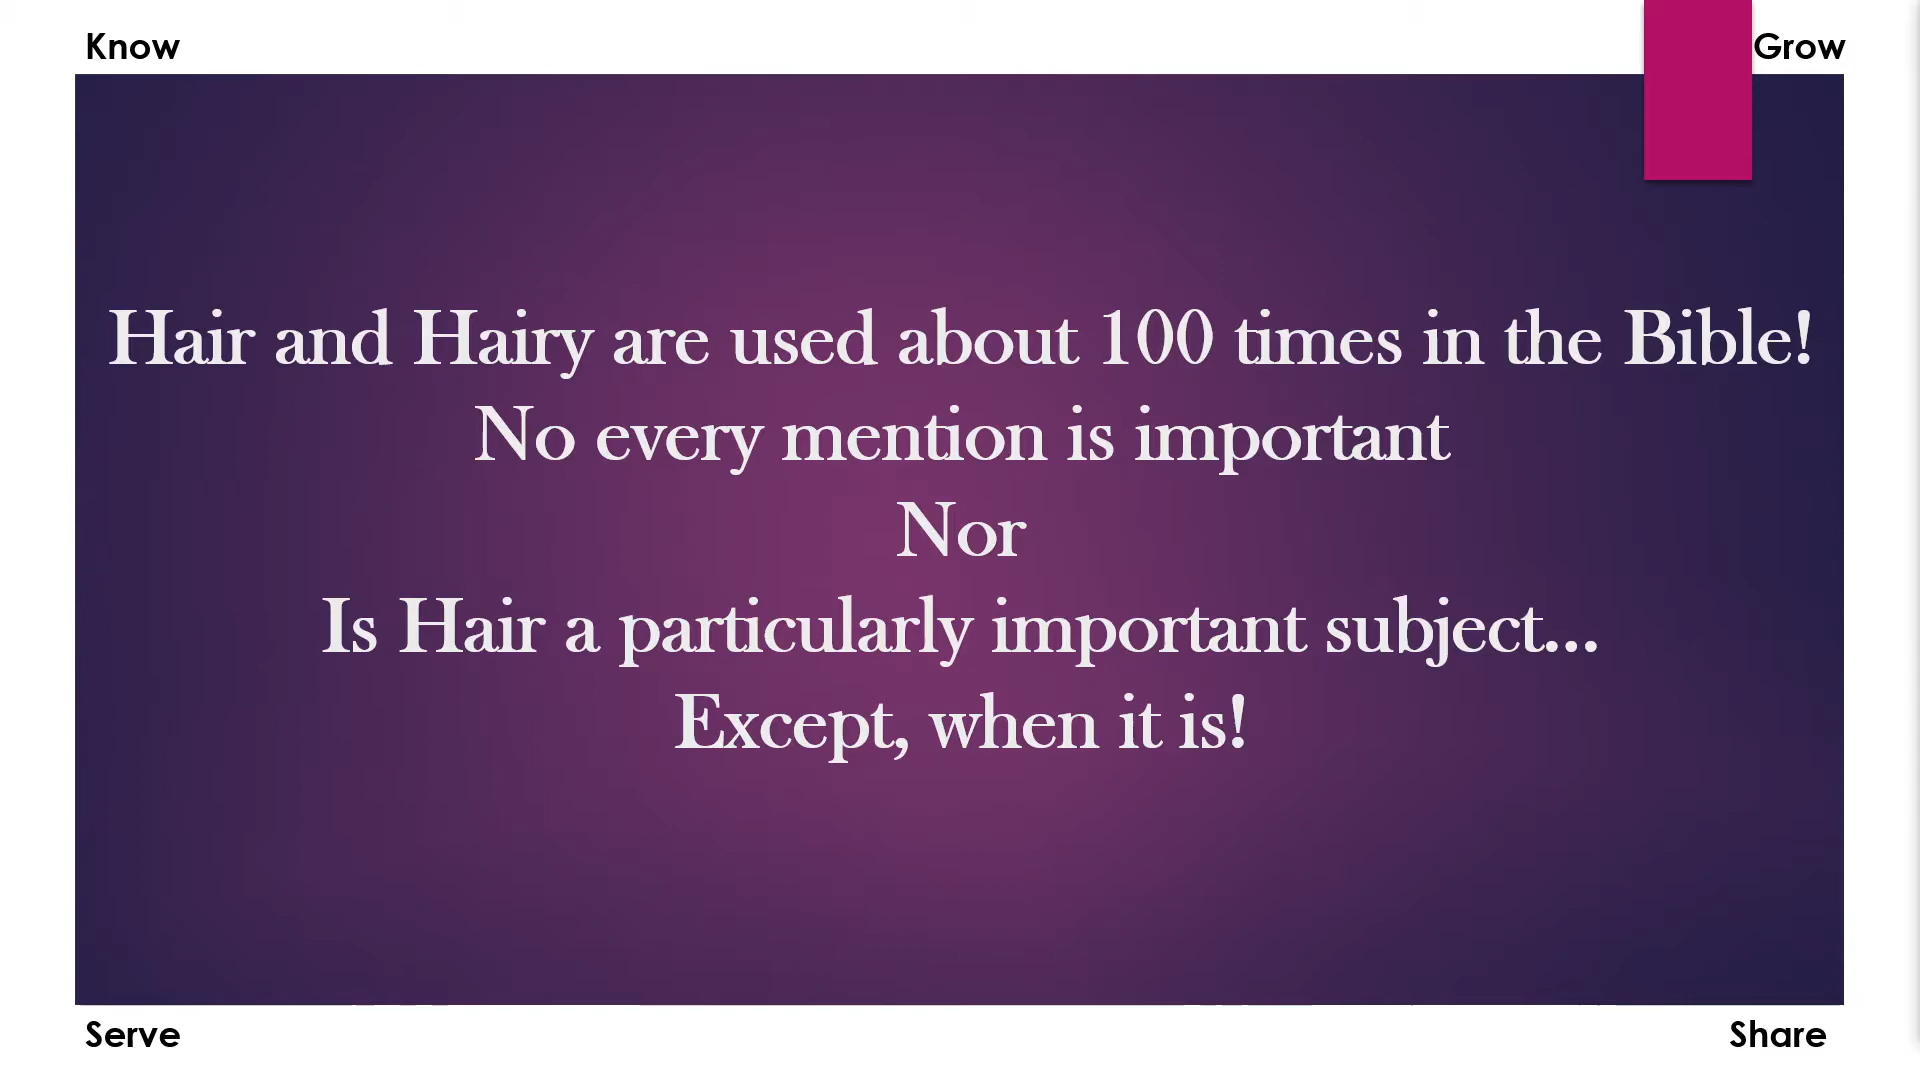 Know
Grow
Hair and Hairy are used about 100 times in the Bible!
No every mention is important
Nor
Is Hair a particularly important subject...
Except, when it is!
Serve
Share